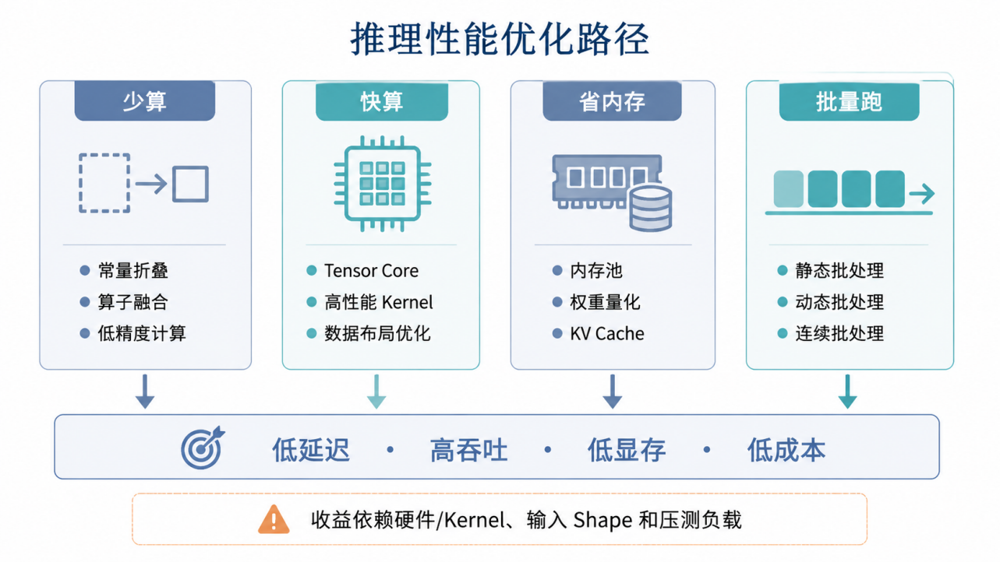 推理性能优化路径
少算
常量折叠
算子融合
低精度计算
快算
Tensor Core
高性能 Kernel
数据布局优化
省内存
内存池
权重量化
KV Cache
批量跑
静态批处理
动态批处理
连续批处理
低延迟 • 高吞吐 • 低显存 • 低成本
收益依赖硬件/Kernel、输入 Shape 和压测负载